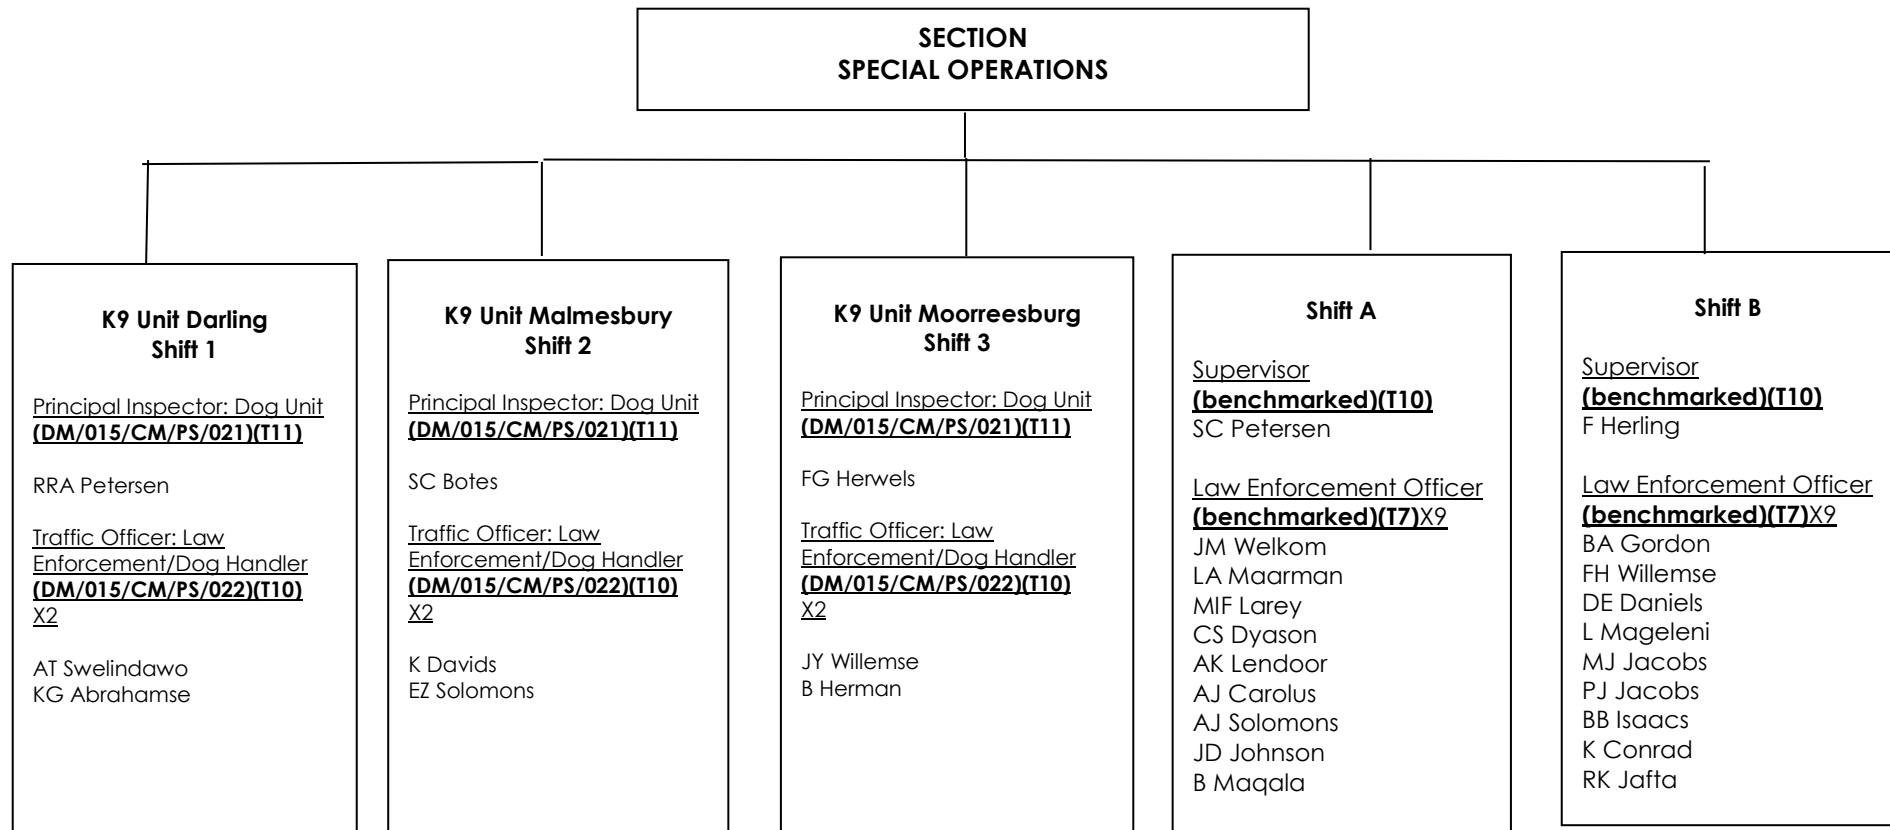 SECTION
SPECIAL OPERATIONS
K9 Unit Darling
Shift 1
Principal Inspector: Dog Unit
(DM/015/CM/PS/021)(T11)
RRA Petersen
Traffic Officer: Law
Enforcement/Dog Handler
(DM/015/CM/PS/022)(T10)
X2
AT Swelindawo
KG Abrahamse
K9 Unit Malmesbury
Shift 2
Principal Inspector: Dog Unit
(DM/015/CM/PS/021)(T11)
SC Botes
Traffic Officer: Law
Enforcement/Dog Handler
(DM/015/CM/PS/022)(T10)
X2
K Davids
EZ Solomons
K9 Unit Moorreesburg
Shift 3
Principal Inspector: Dog Unit
(DM/015/CM/PS/021)(T11)
FG Herwels
Traffic Officer: Law
Enforcement/Dog Handler
(DM/015/CM/PS/022)(T10)
X2
JY Willemse
B Herman
Shift A
Supervisor
(benchmarked)(T10)
SC Petersen
Law Enforcement Officer
(benchmarked)(T7)X9
JM Welkom
LA Maarman
MIF Larey
CS Dyason
AK Lendoor
AJ Carolus
AJ Solomons
JD Johnson
B Maqala
Shift B
Supervisor
(benchmarked)(T10)
F Herling
Law Enforcement Officer
(benchmarked)(T7)X9
BA Gordon
FH Willemse
DE Daniels
L Mageleni
MJ Jacobs
PJ Jacobs
BB Isaacs
K Conrad
RK Jafta